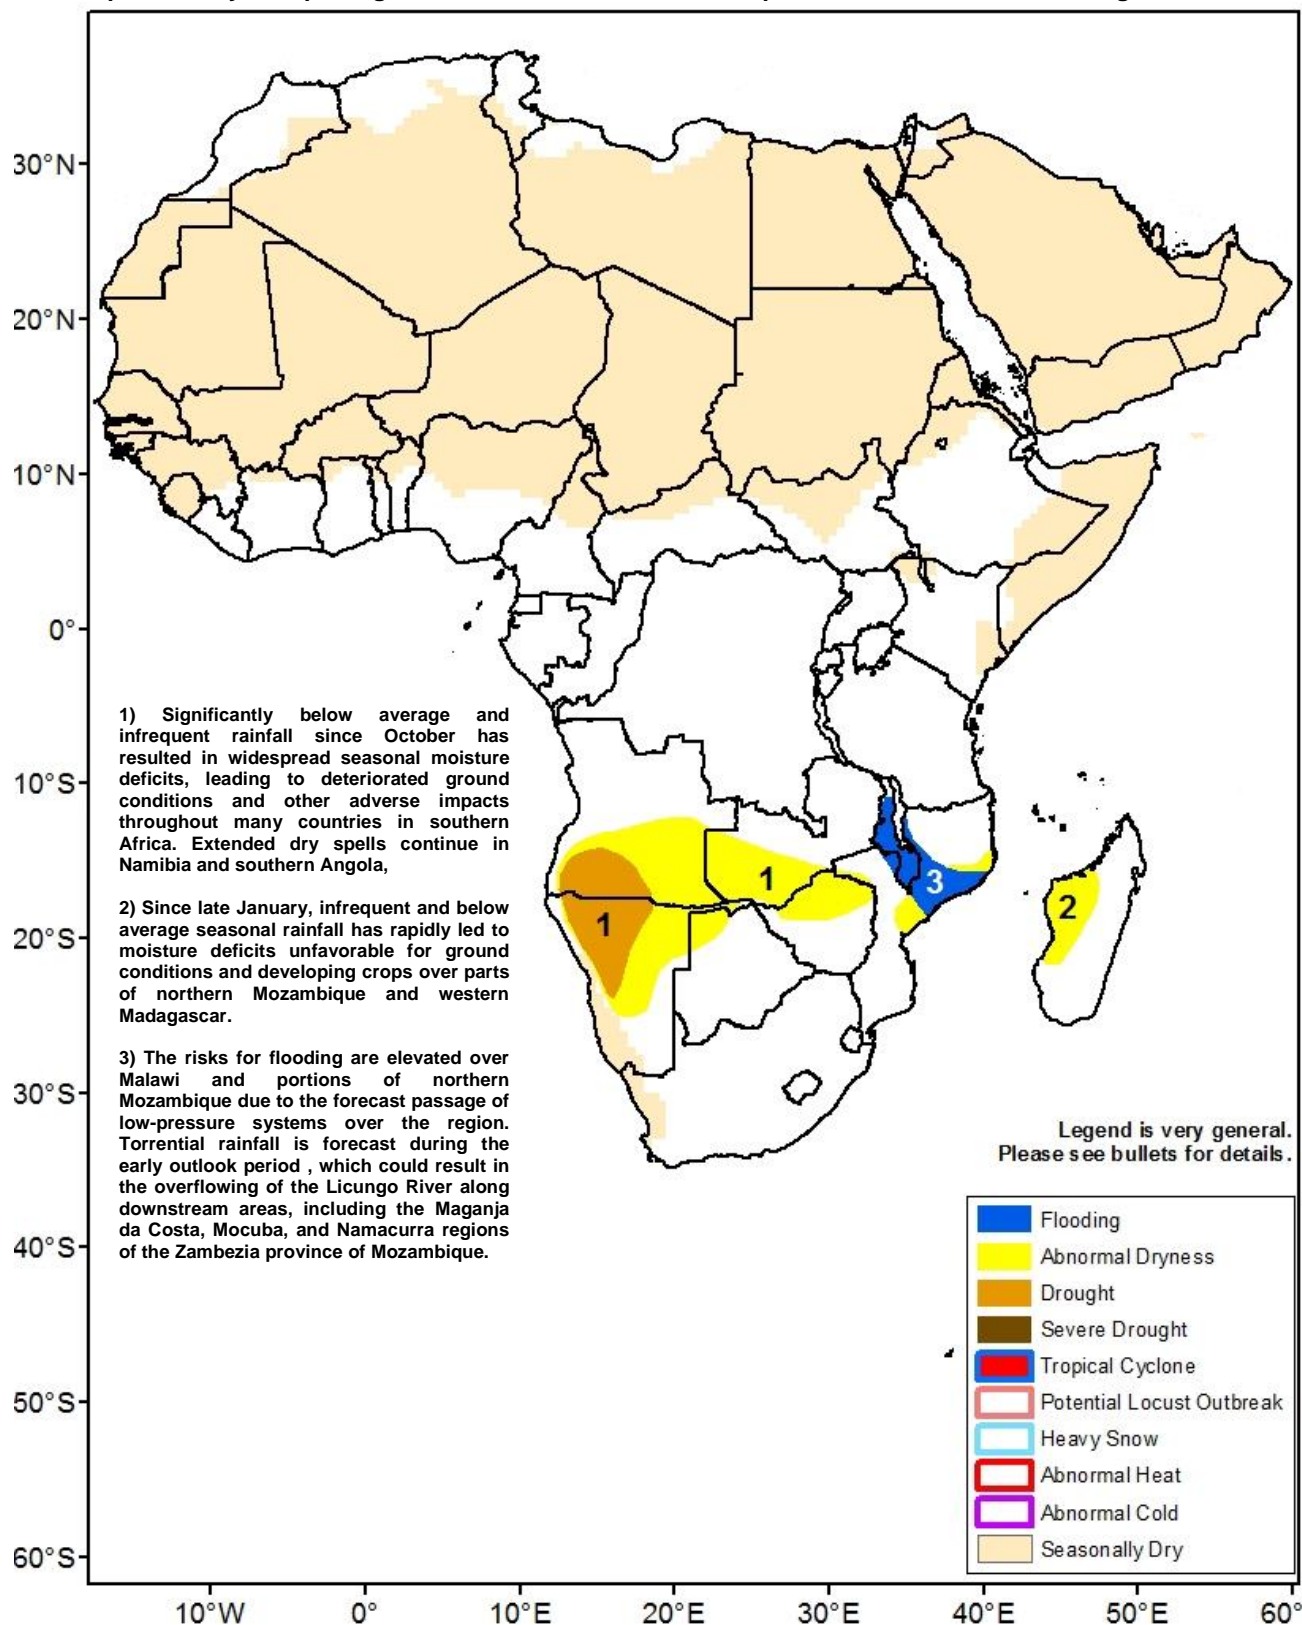 30°N
20°N
10°N
0°
10°S
20°S
30°S
40°S
50°S
60°S
1) Significantly below average and
infrequent rainfall since October has
resulted in widespread seasonal moisture
deficits, leading to deteriorated ground
conditions and other adverse impacts
throughout many countries in southern
Africa. Extended dry spells continue in
Namibia and southern Angola,
2) Since late January, infrequent and below
average seasonal rainfall has rapidly led to
moisture deficits unfavorable for ground
conditions and developing crops over parts
of northern Mozambique and western
Madagascar.
3) The risks for flooding are elevated over
Malawi and portions of northern
Mozambique due to the forecast passage of
low-pressure systems over the region.
Torrential rainfall is forecast during the
early outlook period , which could result in
the overflowing of the Licungo River along
downstream areas, including the Maganja
da Costa, Mocuba, and Namacurra regions
of the Zambezia province of Mozambique.
1
1
3
2
Legend is very general.
Please see bullets for details.
Flooding
Abnormal Dryness
Drought
Severe Drought
Tropical Cyclone
Potential Locust Outbreak
Heavy Snow
Abnormal Heat
Abnormal Cold
Seasonally Dry
10°W 0° 10°E 20°E 30°E 40°E 50°E 60°